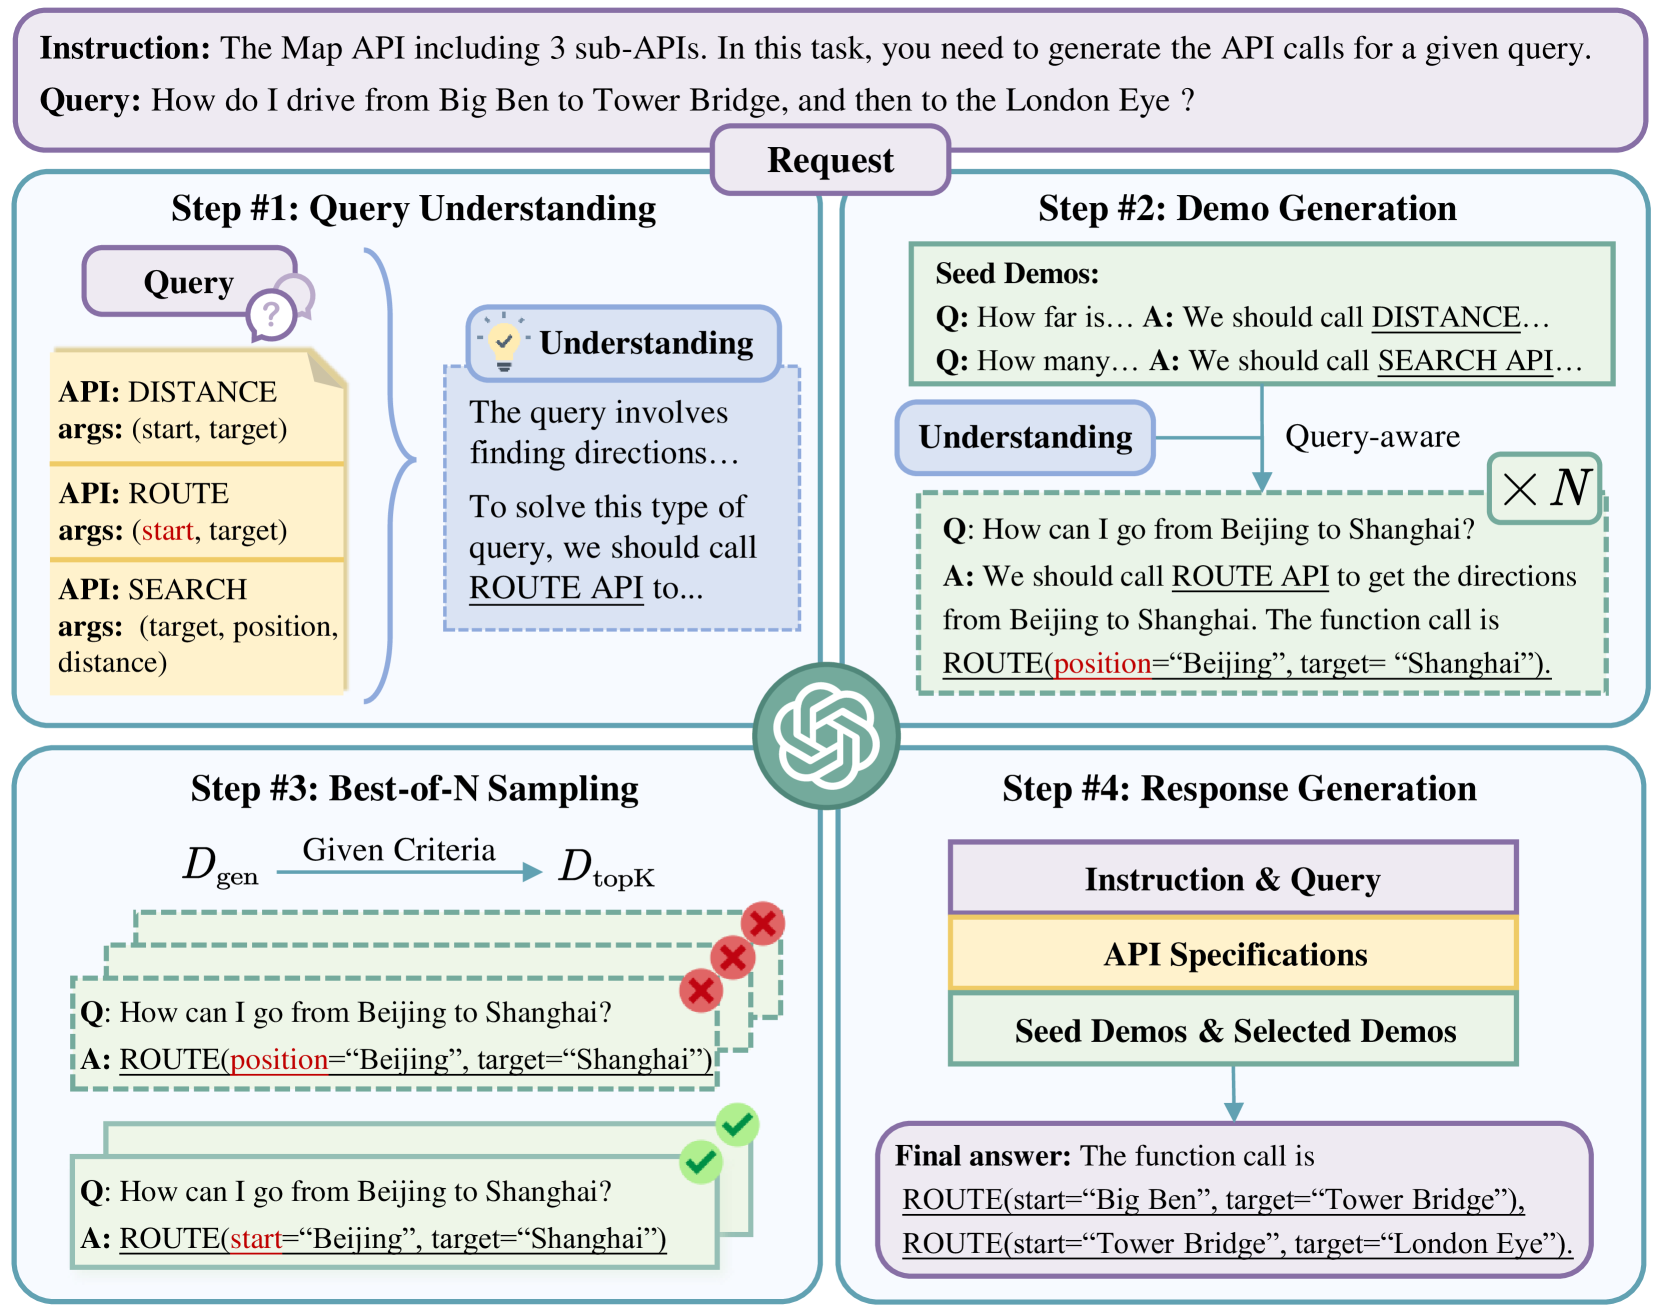 Instruction: The Map API including 3 sub-APIs. In this task, you need to generate the API calls for a given query.
Query: How do I drive from Big Ben to Tower Bridge, and then to the London Eye ?
Request
Step #1: Query Understanding
Query
?
API: DISTANCE
args: (start, target)
API: ROUTE
args: (start, target)
API: SEARCH
args: (target, position,
distance)
Understanding
The query involves
finding directions…
To solve this type of
query, we should call
ROUTE API to...
Step #2: Demo Generation
Seed Demos:
Q: How far is… A: We should call DISTANCE…
Q: How many… A: We should call SEARCH API…
Understanding
Query-aware
× N
Q: How can I go from Beijing to Shanghai?
A: We should call ROUTE API to get the directions
from Beijing to Shanghai. The function call is
ROUTE(position=“Beijing”, target= “Shanghai”).
Step #3: Best-of-N Sampling
D_gen
Given Criteria
D_topK
Q: How can I go from Beijing to Shanghai?
A: ROUTE(position=“Beijing”, target=“Shanghai”)
Q: How can I go from Beijing to Shanghai?
A: ROUTE(start=“Beijing”, target=“Shanghai”)
Step #4: Response Generation
Instruction & Query
API Specifications
Seed Demos & Selected Demos
Final answer: The function call is
ROUTE(start=“Big Ben”, target=“Tower Bridge”),
ROUTE(start=“Tower Bridge”, target=“London Eye”).